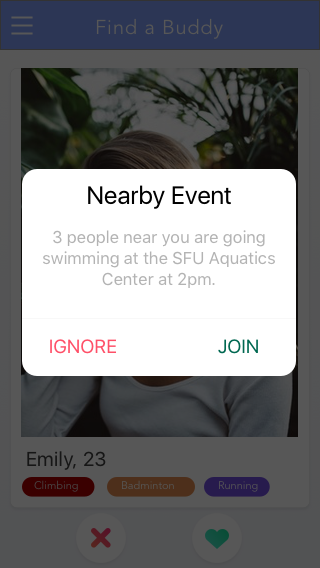 Find a Buddy
Nearby Event
3 people near you are going
swimming at the SFU Aquatics
Center at 2pm.
IGNORE JOIN
Emily, 23
Climbing Badminton Running